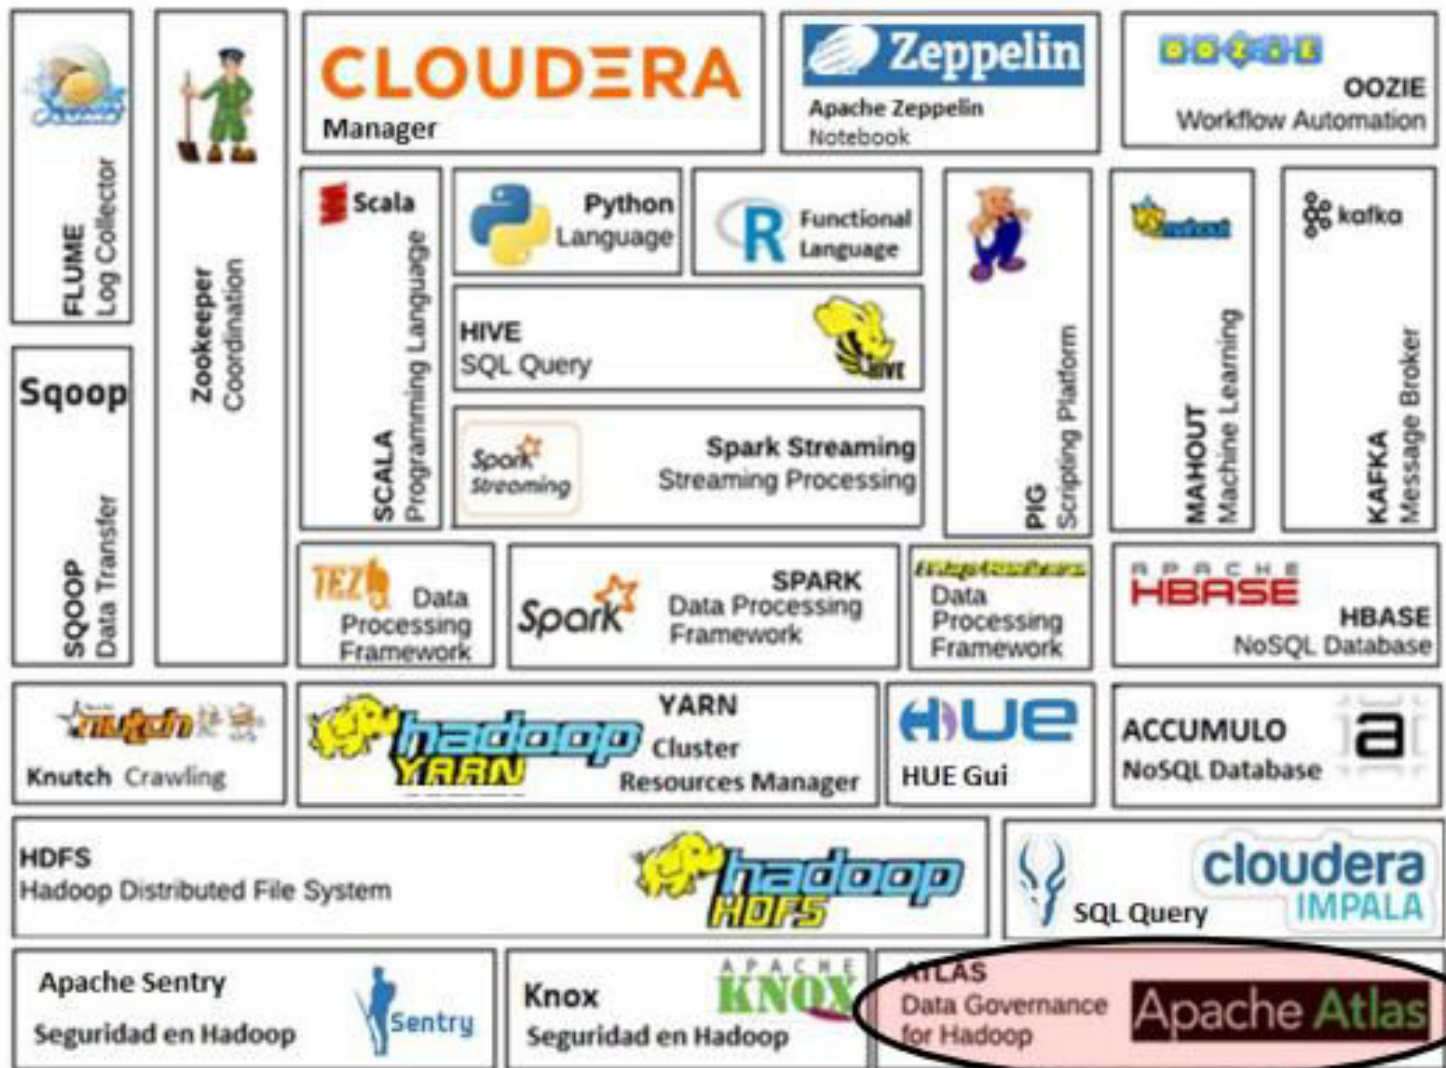 FLUME
Log Collector
Sqoop
SQOOP
Data Transfer
Zookeeper
Coordination
CLOUDERA
Manager
Zeppelin
Apache Zeppelin
Notebook
OOZIE
OOZIE
Workflow Automation
Scala
SCALA
Programming Language
Python
Language
R
Functional
Language
HIVE
SQL Query
HIVE
Spark
Streaming
Spark Streaming
Streaming Processing
PIG
Scripting Platform
mahout
MAHOUT
Machine Learning
kafka
KAFKA
Message Broker
TEZ
Data
Processing
Framework
Spark
SPARK
Data Processing
Framework
Data
Processing
Framework
APACHE
HBASE
HBASE
NoSQL Database
nutch
Knutch Crawling
hadoop
YARN
YARN
Cluster
Resources Manager
HUE
HUE Gui
ACCUMULO
NoSQL Database
a
HDFS
Hadoop Distributed File System
hadoop
HDFS
SQL Query
cloudera
IMPALA
Apache Sentry
Seguridad en Hadoop
Sentry
Knox
Seguridad en Hadoop
APACHE
KNOX
ATLAS
Data Governance
for Hadoop
Apache Atlas